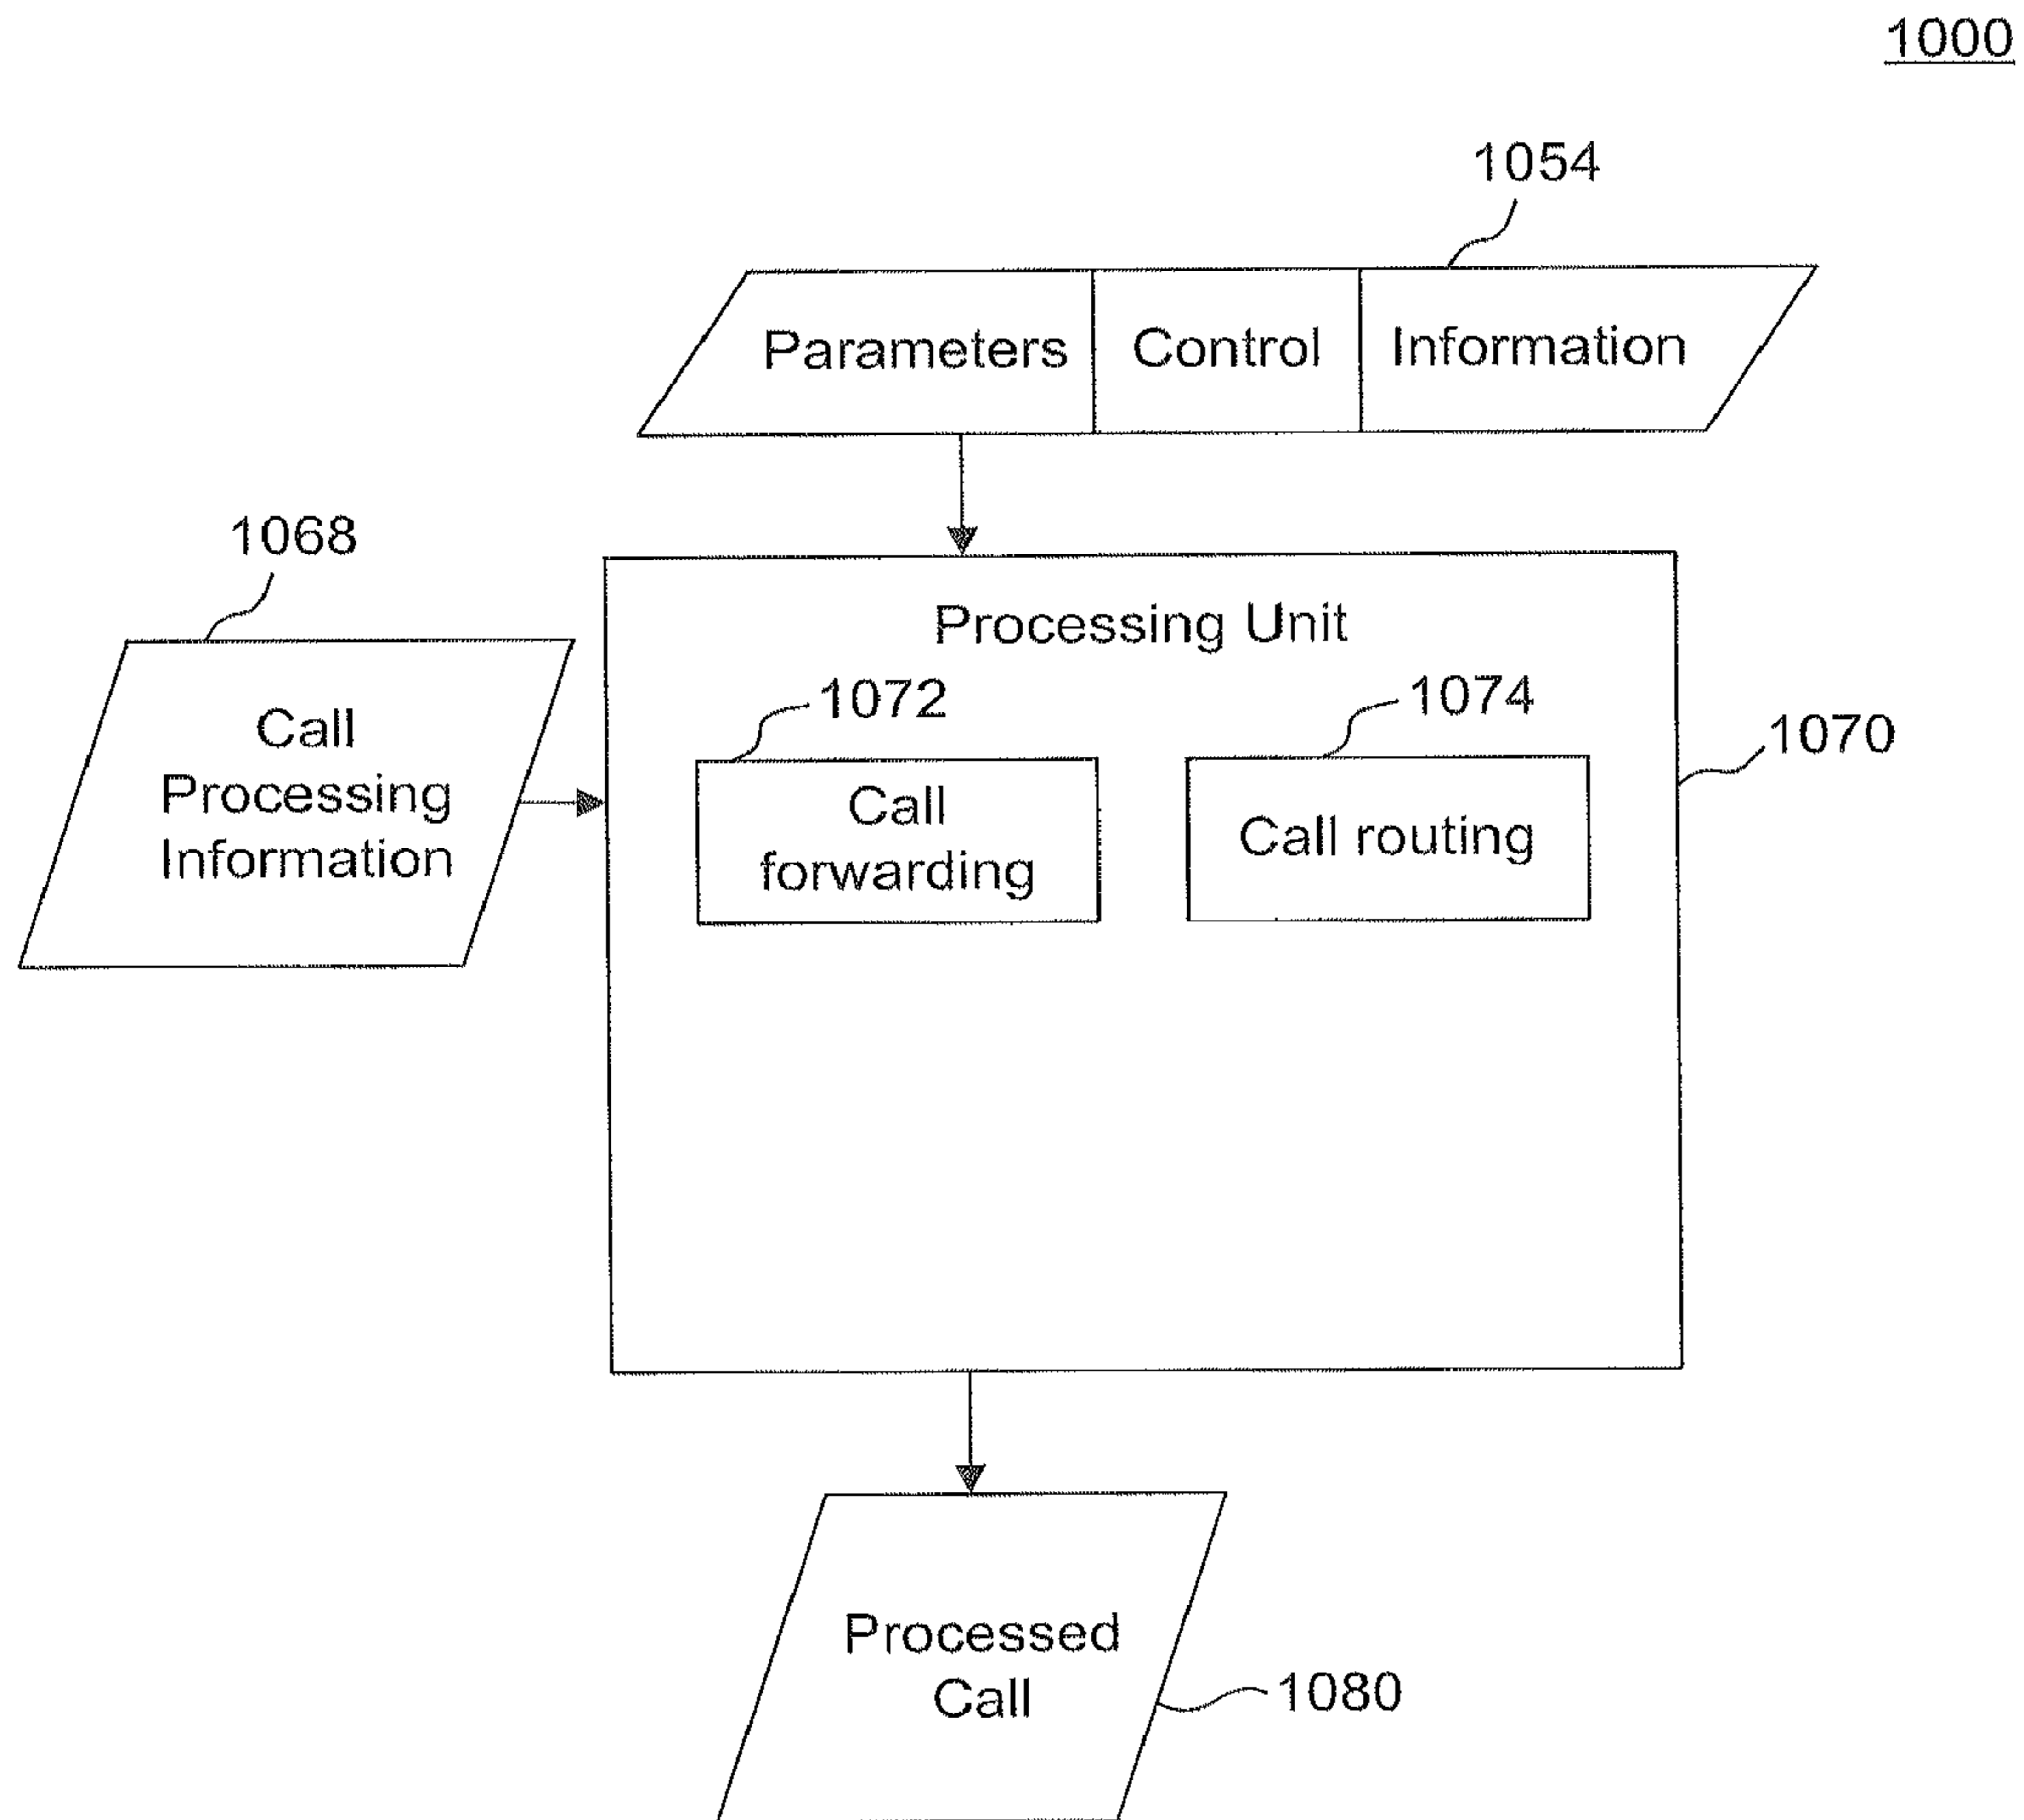 1000
1054
Parameters Control Information
1068
Call
Processing
Information
Processing Unit
1072
1074
1070
Call
forwarding
Call routing
Processed
Call
1080